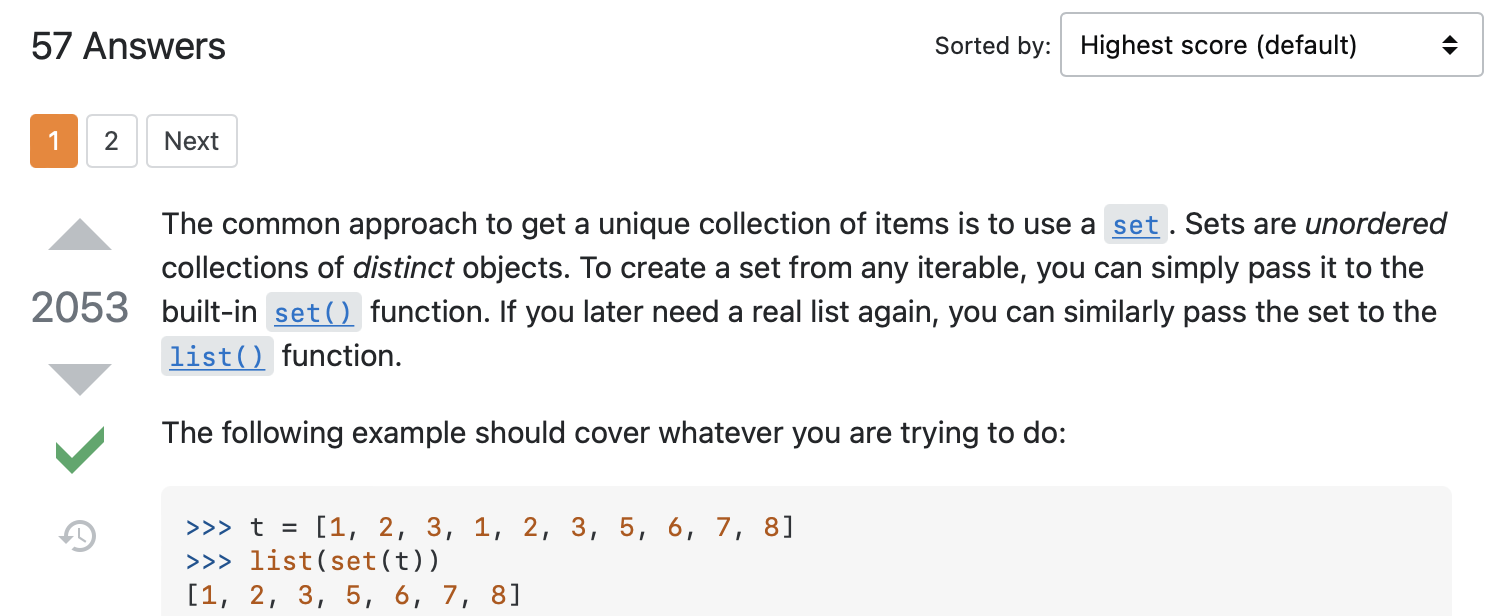 57 Answers
Sorted by: Highest score (default)
1 2 Next
The common approach to get a unique collection of items is to use a set. Sets are unordered
collections of distinct objects. To create a set from any iterable, you can simply pass it to the
built-in set() function. If you later need a real list again, you can similarly pass the set to the
list() function.
2053
The following example should cover whatever you are trying to do:
>>> t = [1, 2, 3, 1, 2, 3, 5, 6, 7, 8]
>>> list(set(t))
[1, 2, 3, 5, 6, 7, 8]